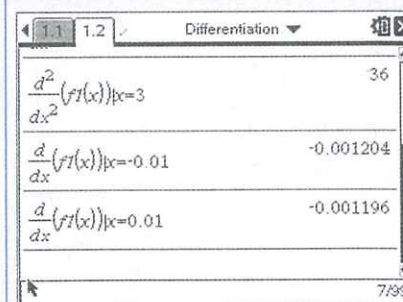 1.1 1.2 Differentiation
d²/dx²(f1(x))|x=3 36
d/dx(f1(x))|x=-0.01 -0.001204
d/dx(f1(x))|x=0.01 -0.001196
7/99